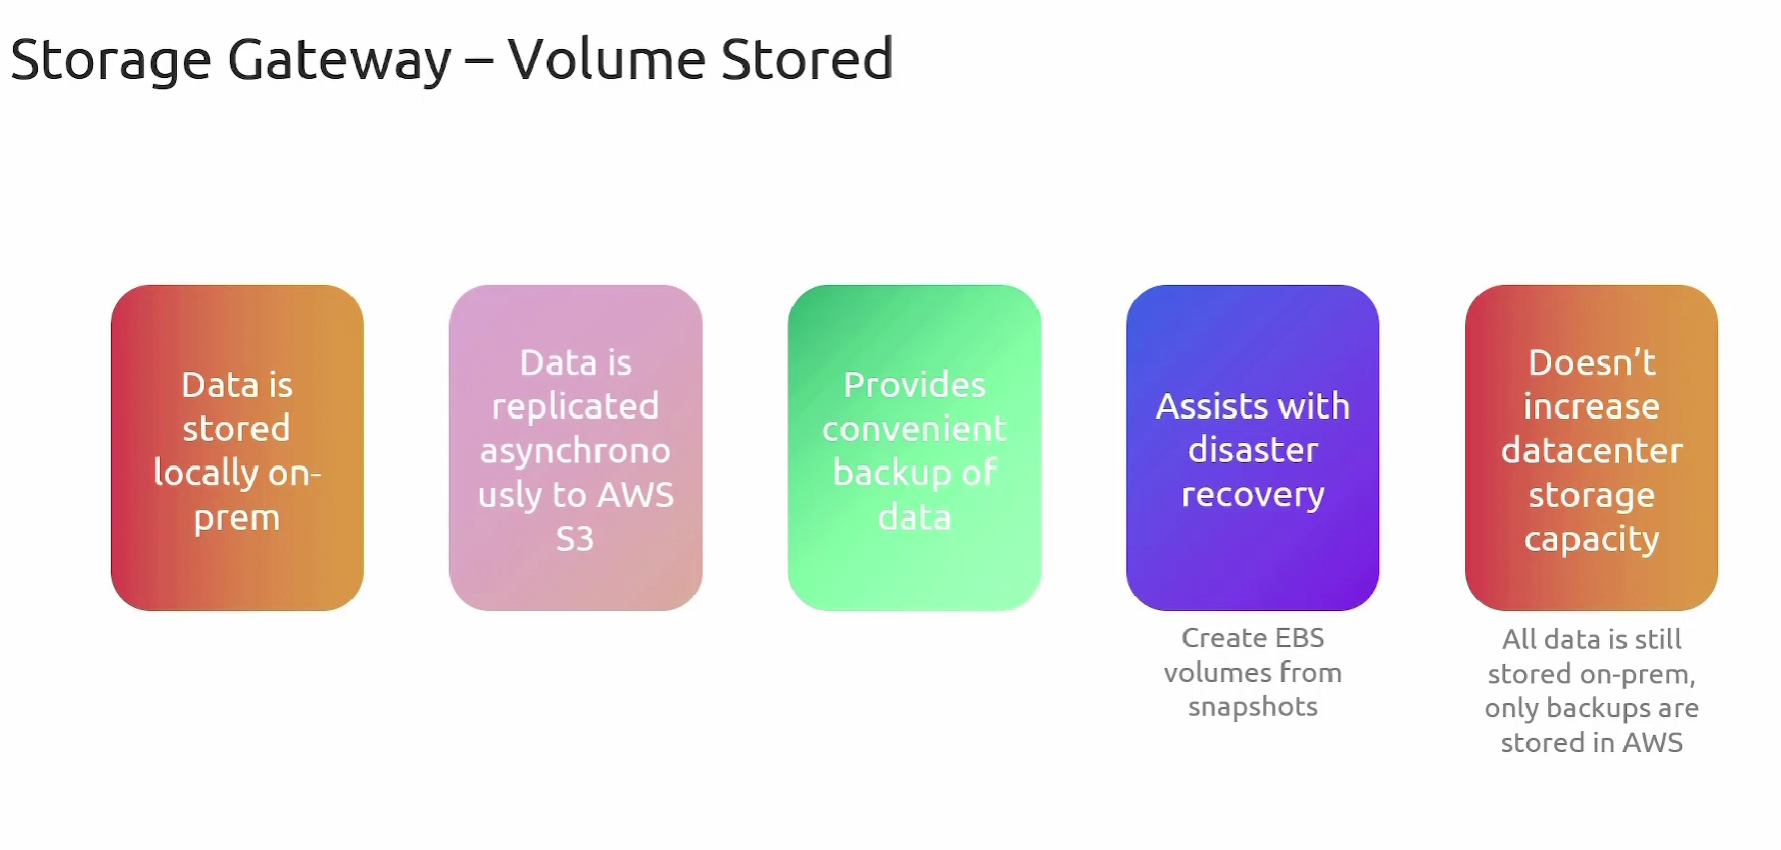 Storage Gateway – Volume Stored
Data is
stored
locally on-
prem
Data is
replicated
asynchrono
usly to AWS
S3
Provides
convenient
backup of
data
Assists with
disaster
recovery
Create EBS
volumes from
snapshots
Doesn’t
increase
datacenter
storage
capacity
All data is still
stored on-prem,
only backups are
stored in AWS